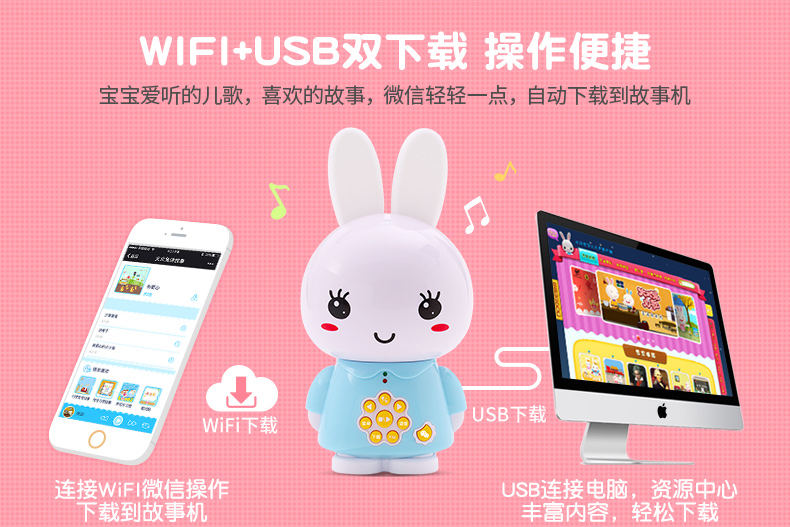 WIFI+USB双下载 操作便捷
宝宝爱听的儿歌，喜欢的故事，微信轻轻一点，自动下载到故事机
WiFi下载
USB下载
连接WiFI微信操作
下载到故事机
USB连接电脑，资源中心
丰富内容，轻松下载